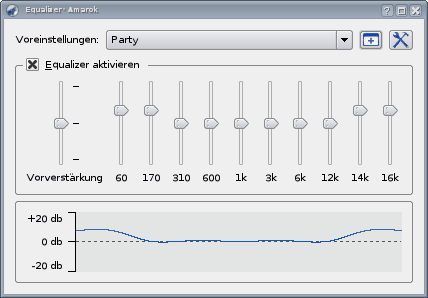 Equalizer - Amarok
Voreinstellungen: Party
Equalizer aktivieren
Vorverstärkung 60 170 310 600 1k 3k 6k 12k 14k 16k
+20 db
0 db
-20 db